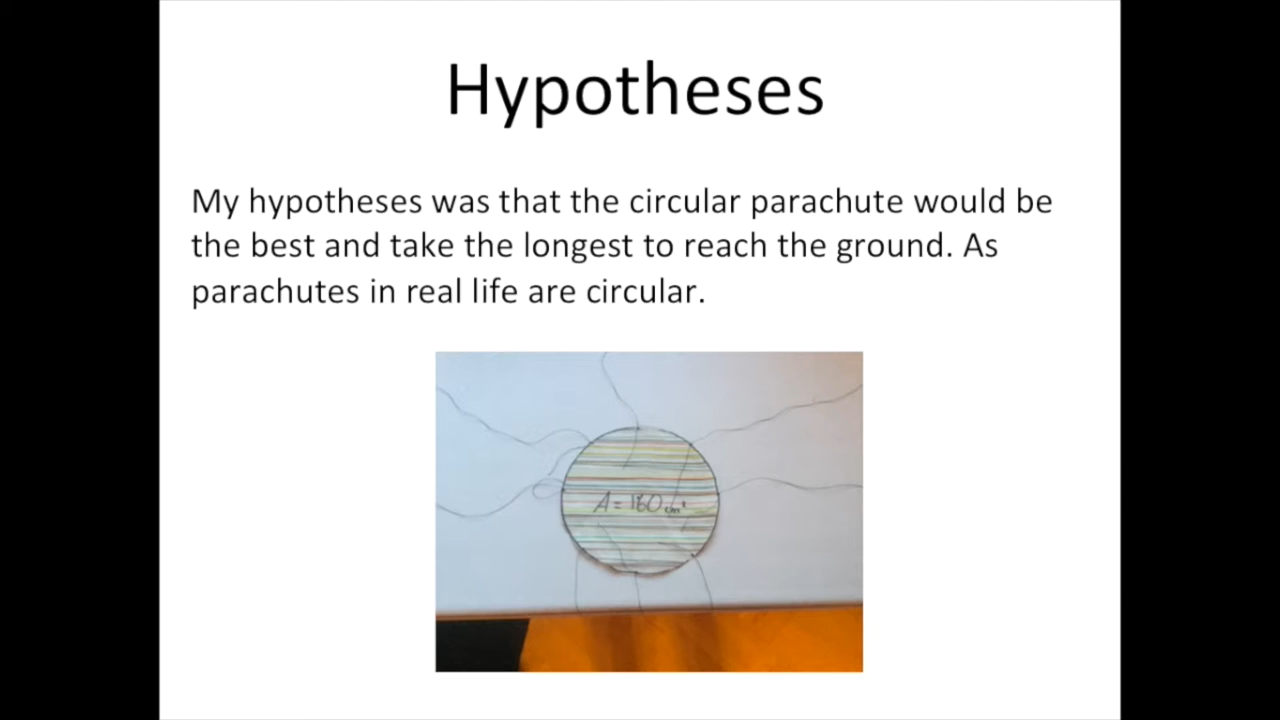 Hypotheses
My hypotheses was that the circular parachute would be
the best and take the longest to reach the ground. As
parachutes in real life are circular.
A = 160 cm²